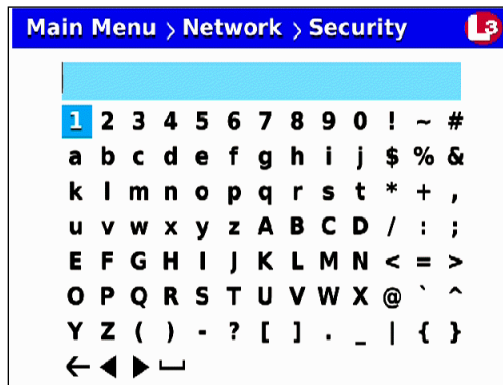 Main Menu > Network > Security L3
1 2 3 4 5 6 7 8 9 0 ! ~ #
a b c d e f g h i j $ % &
k l m n o p q r s t * + ,
u v w x y z A B C D / : ;
E F G H I J K L M N < = >
O P Q R S T U V W X @ ` ^
Y Z ( ) - ? [ ] . _ | { }
← ◀ ▶ ⎵